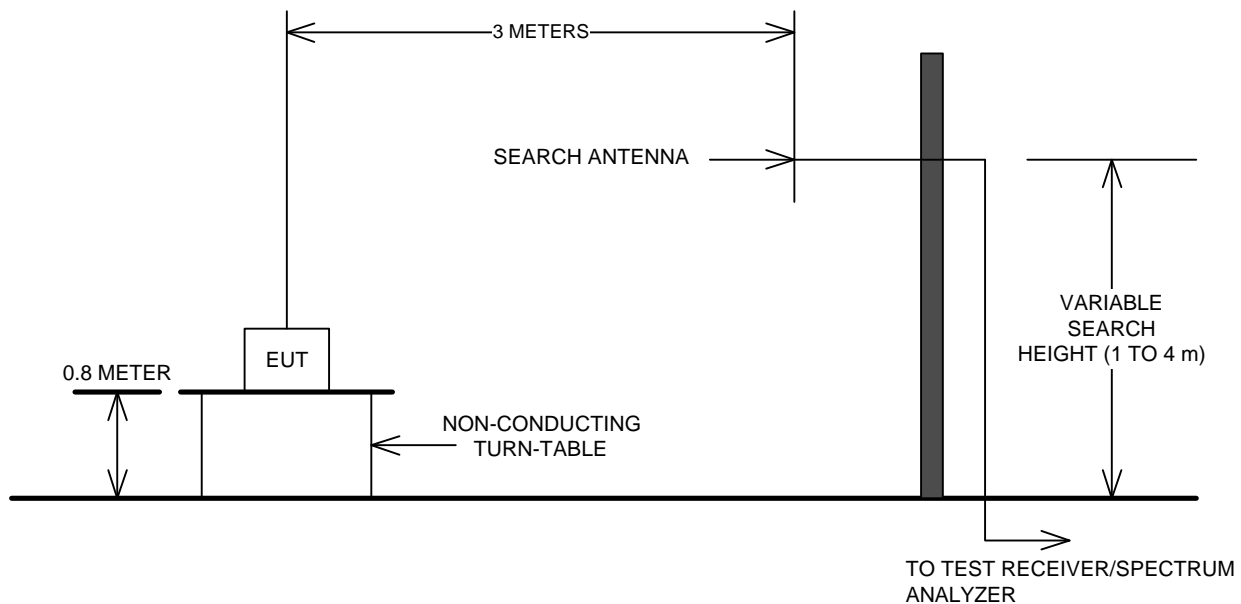 3 METERS
SEARCH ANTENNA
EUT
0.8 METER
NON-CONDUCTING
TURN-TABLE
VARIABLE
SEARCH
HEIGHT (1 TO 4 m)
TO TEST RECEIVER/SPECTRUM
ANALYZER